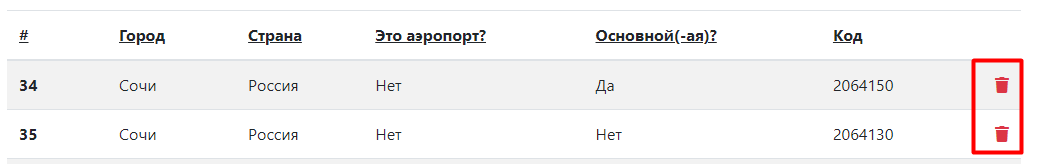 # Город Страна Это аэропорт? Основной(-ая)? Код
34 Сочи Россия Нет Да 2064150
35 Сочи Россия Нет Нет 2064130